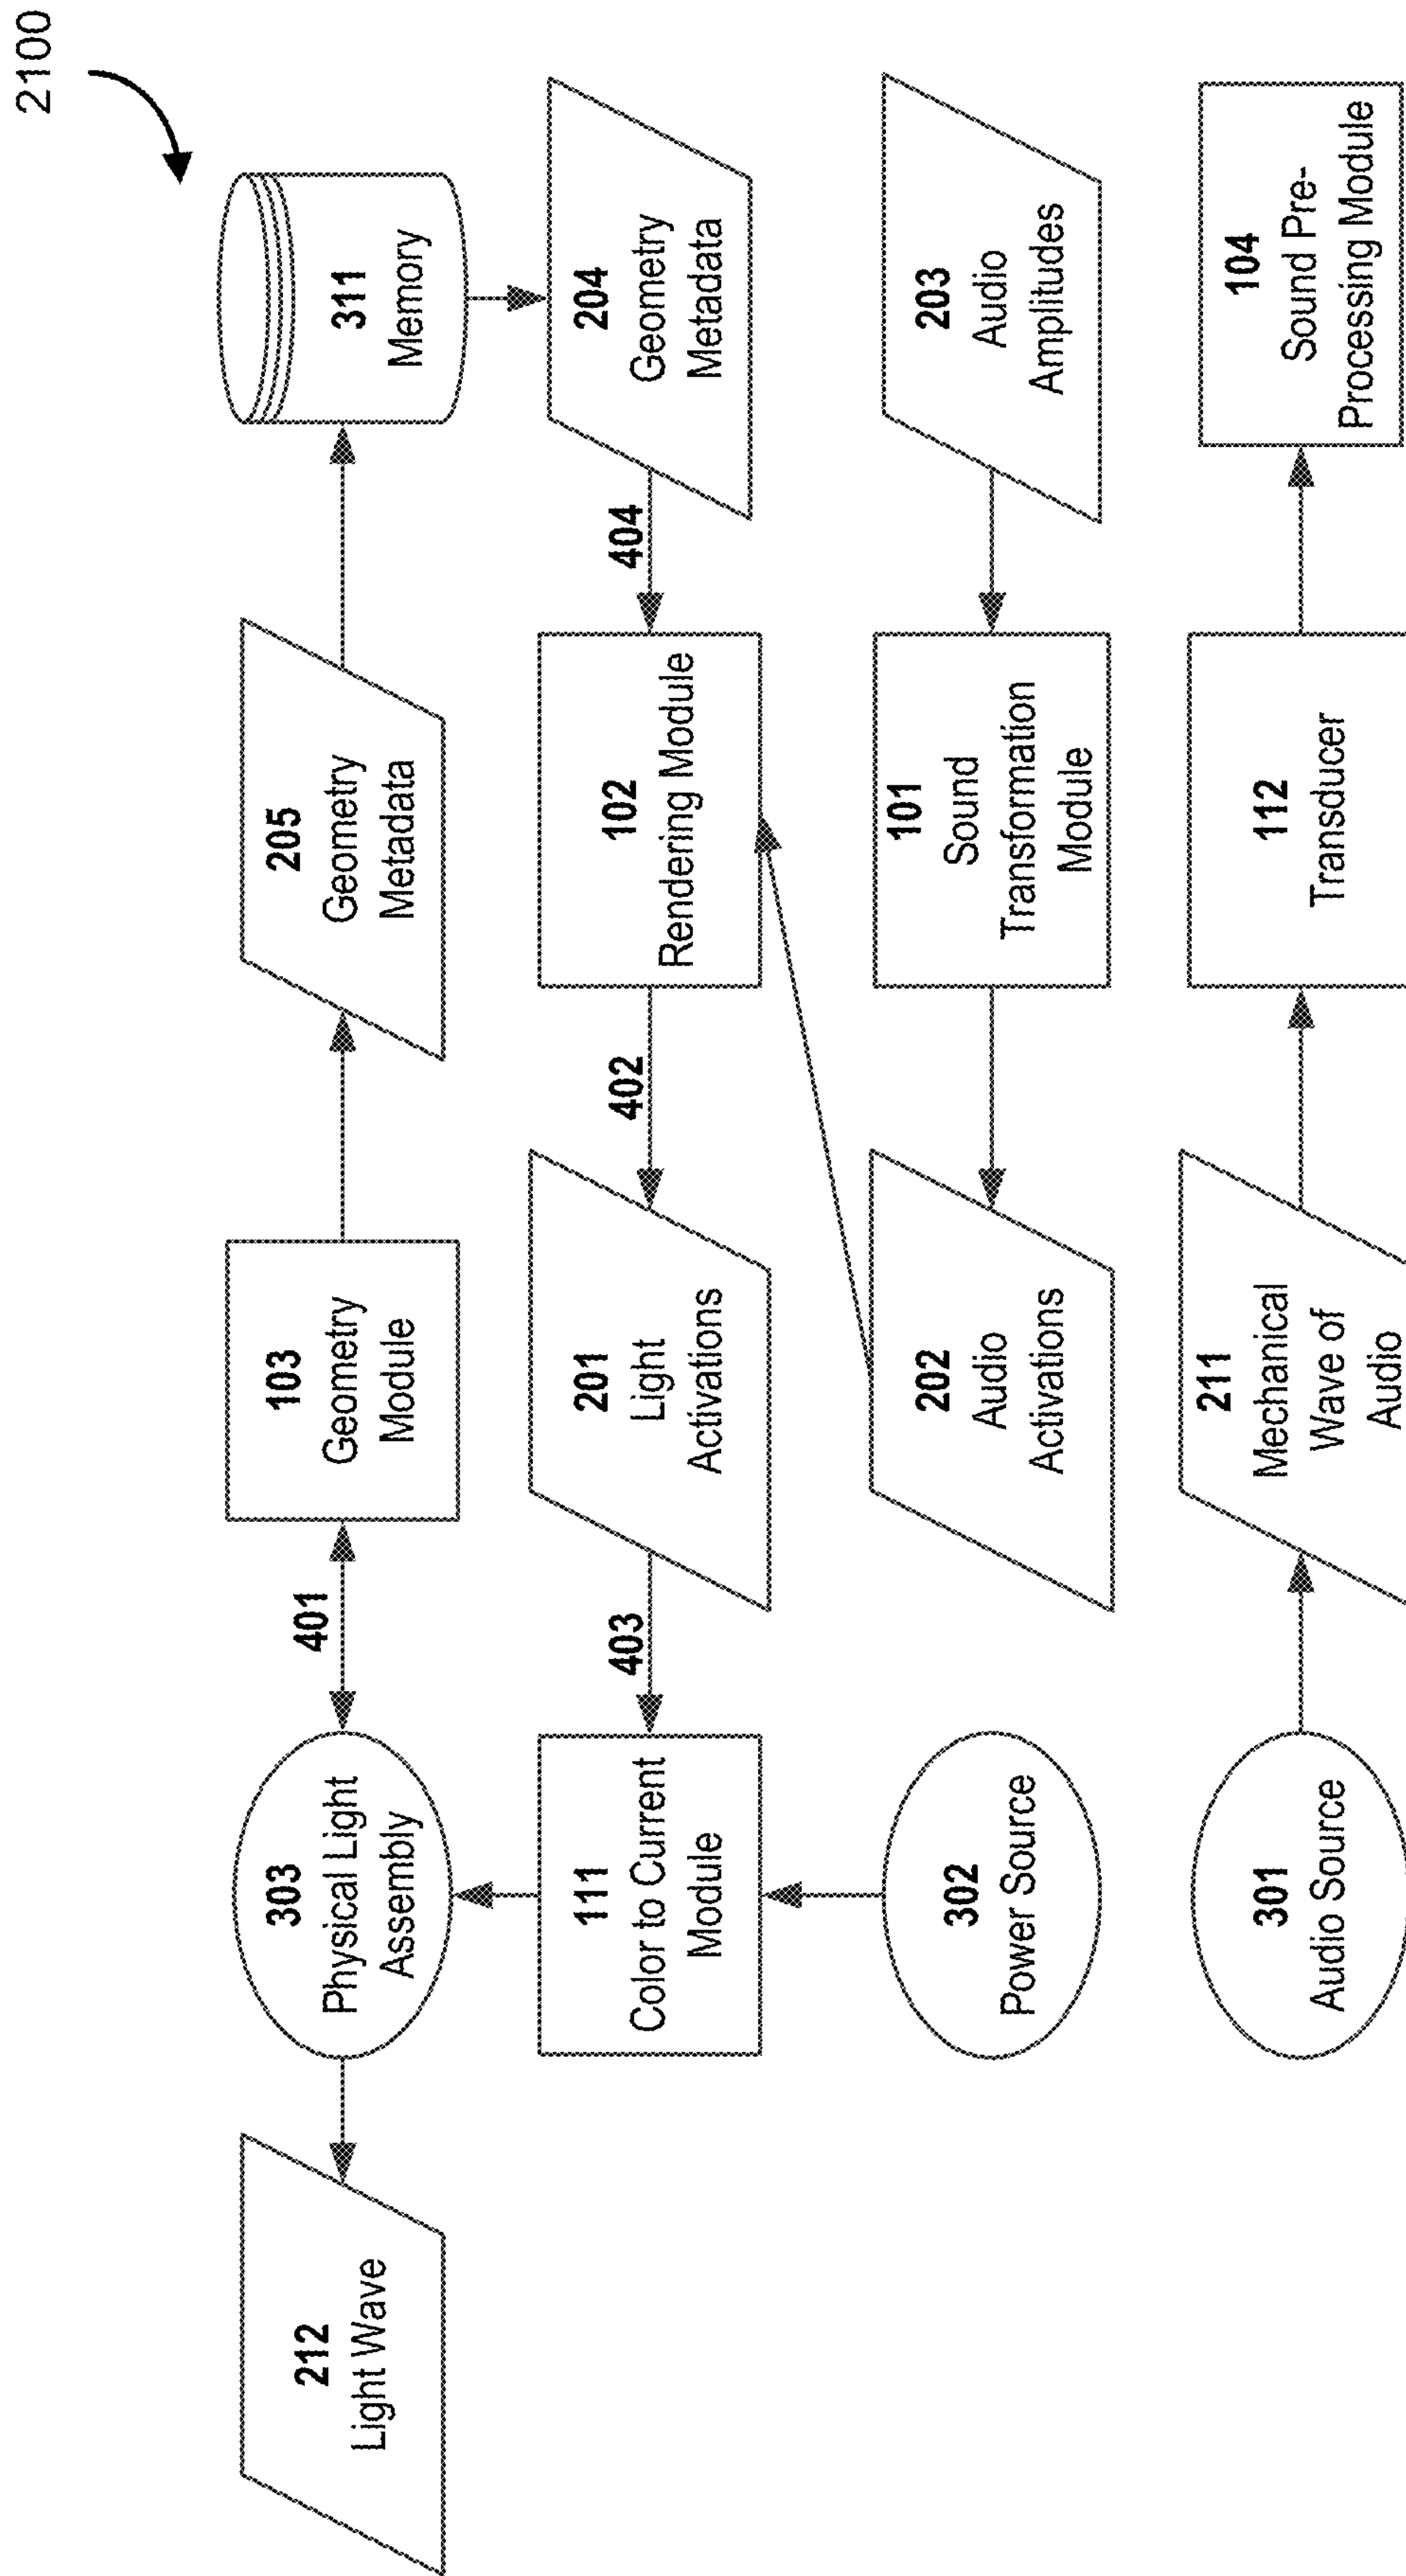 2100
212
Light Wave
303
Physical Light
Assembly
401
103
Geometry
Module
205
Geometry
Metadata
311
Memory
111
Color to Current
Module
403
201
Light
Activations
402
102
Rendering Module
404
204
Geometry
Metadata
302
Power Source
202
Audio
Activations
101
Sound
Transformation
Module
203
Audio
Amplitudes
301
Audio Source
211
Mechanical
Wave of
Audio
112
Transducer
104
Sound Pre-
Processing Module